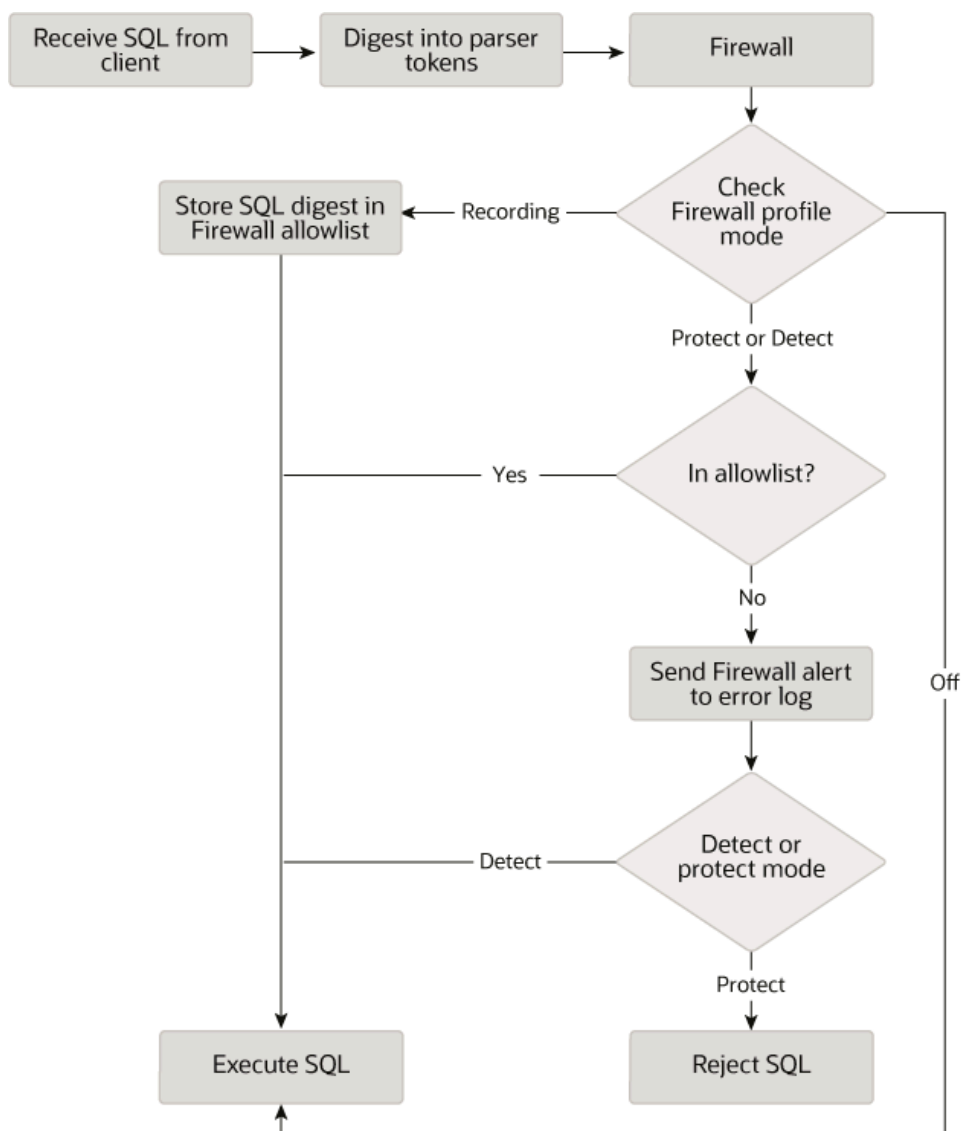 Receive SQL from
client
Digest into parser
tokens
Firewall
Check
Firewall profile
mode
Recording
Store SQL digest in
Firewall allowlist
Protect or Detect
In allowlist?
Yes
No
Send Firewall alert
to error log
Off
Detect or
protect mode
Detect
Protect
Execute SQL
Reject SQL